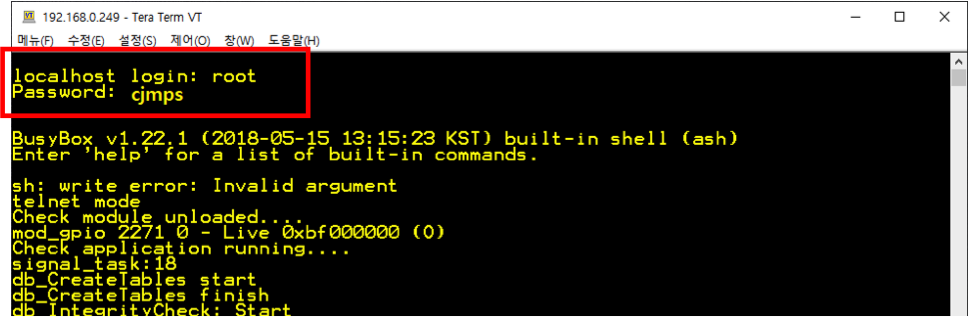 192.168.0.249 - Tera Term VT
메뉴(F) 수정(E) 설정(S) 제어(O) 창(W) 도움말(H)
localhost login: root
Password: cjmps
BusyBox v1.22.1 (2018-05-15 13:15:23 KST) built-in shell (ash)
Enter 'help' for a list of built-in commands.
sh: write error: Invalid argument
telnet mode
Check module unloaded....
mod_gpio 2271 0 - Live 0xbf000000 (O)
Check application running....
signal_task:18
db_CreateTables start
db_CreateTables finish
db_IntegrityCheck: Start